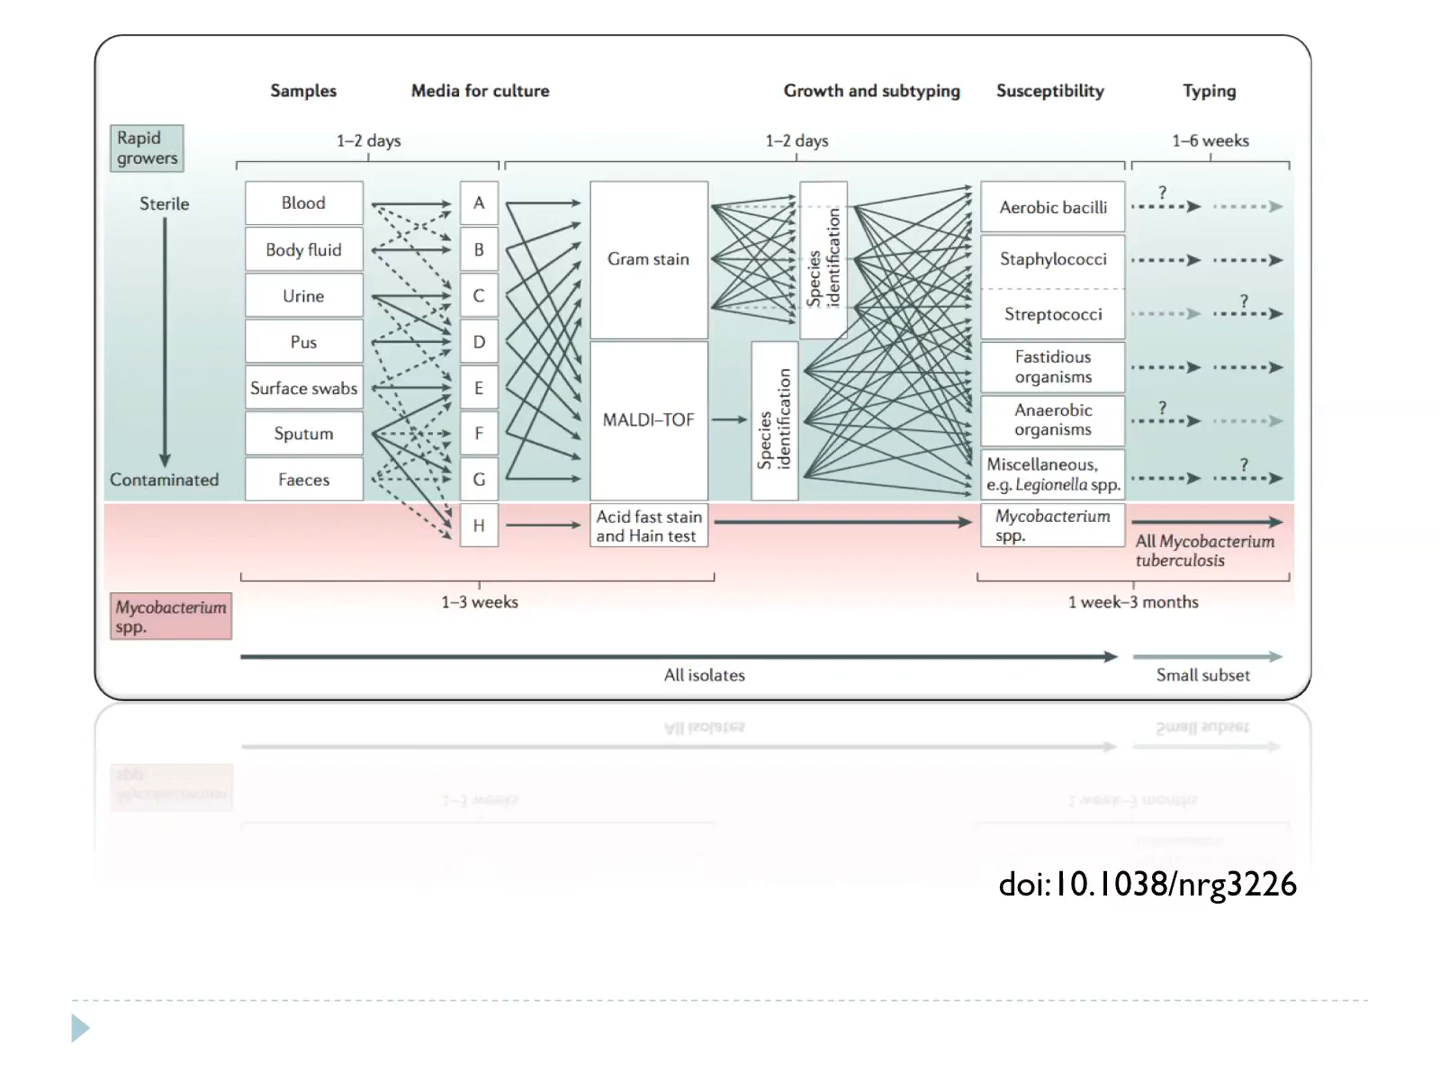 Samples
Media for culture
Growth and subtyping
Susceptibility
Typing
Rapid
growers
1–2 days
1–2 days
1–6 weeks
Sterile
Contaminated
Blood
Body fluid
Urine
Pus
Surface swabs
Sputum
Faeces
A
B
C
D
E
F
G
H
Gram stain
MALDI–TOF
Acid fast stain
and Hain test
Species
identification
Species
identification
Aerobic bacilli
Staphylococci
Streptococci
Fastidious
organisms
Anaerobic
organisms
Miscellaneous,
e.g. Legionella spp.
Mycobacterium
spp.
?
?
?
?
All Mycobacterium
tuberculosis
1–3 weeks
1 week–3 months
Mycobacterium
spp.
All isolates
Small subset
doi:10.1038/nrg3226